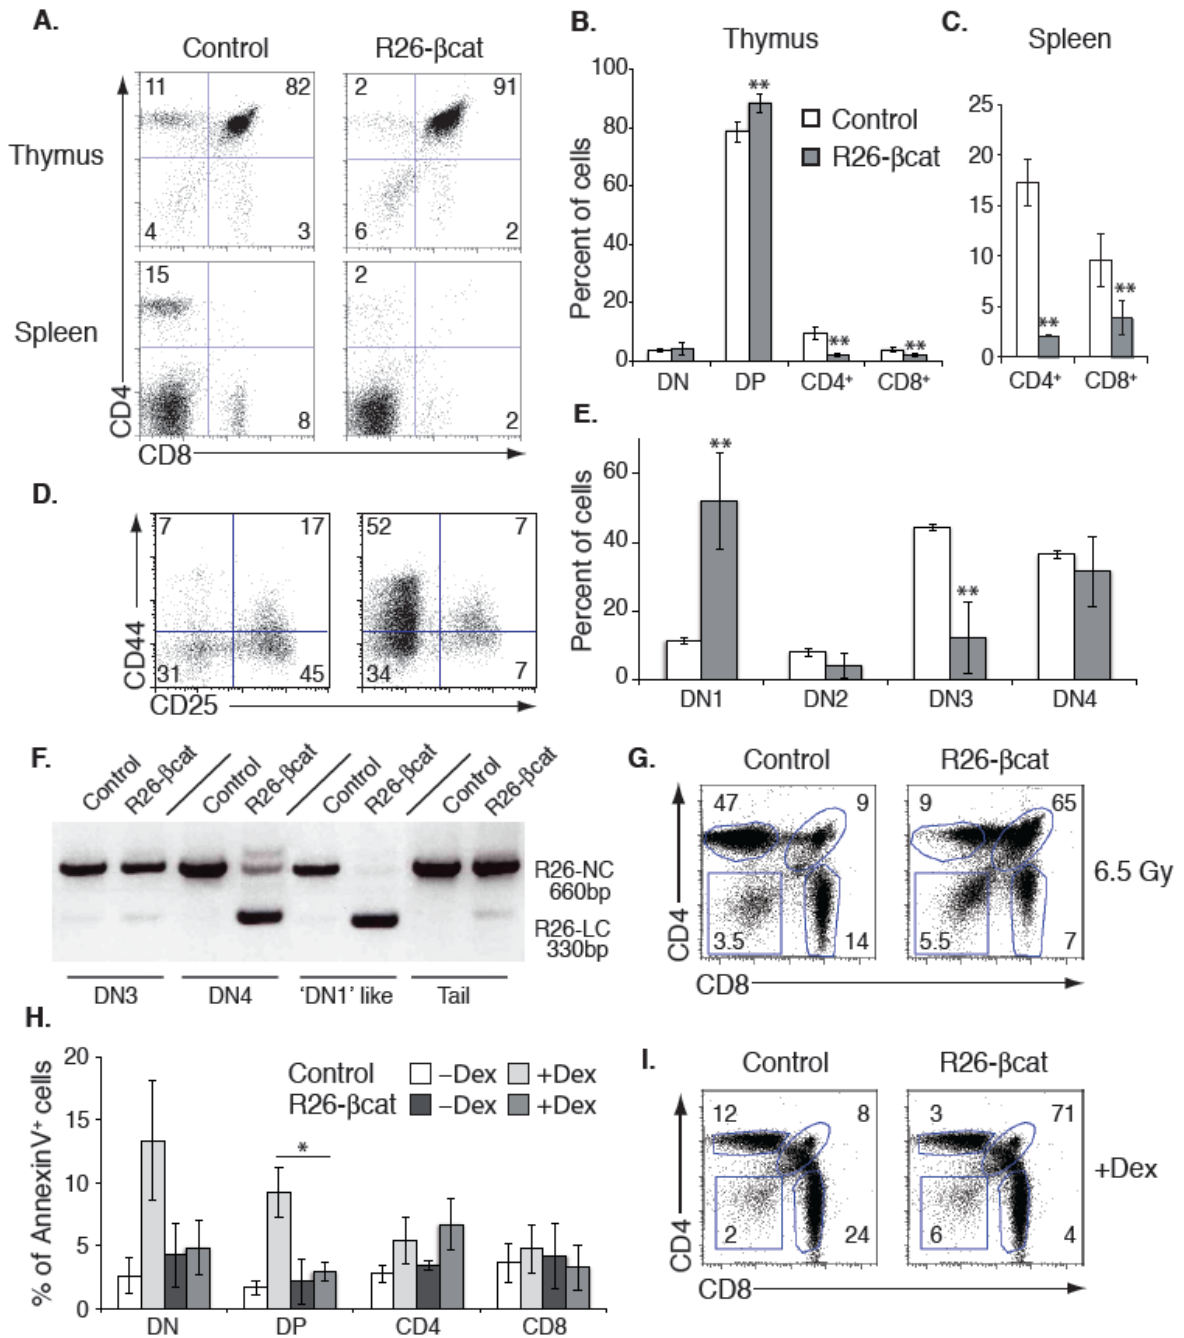 A.
Control
R26-βcat
Thymus
11
82
4
3
2
91
6
2
Spleen
15
8
2
2
CD4
CD8
B.
Thymus
Percent of cells
100
80
60
40
20
0
**
**
**
DN
DP
CD4⁺
CD8⁺
Control
R26-βcat
C.
Spleen
25
20
15
10
5
0
**
**
CD4⁺
CD8⁺
D.
7
17
31
45
52
7
34
7
CD44
CD25
E.
Percent of cells
60
40
20
0
**
**
DN1
DN2
DN3
DN4
F.
Control
R26-βcat
Control
R26-βcat
Control
R26-βcat
Control
R26-βcat
R26-NC
660bp
R26-LC
330bp
DN3
DN4
‘DN1’ like
Tail
G.
Control
R26-βcat
47
9
3.5
14
9
65
5.5
7
6.5 Gy
CD4
CD8
H.
% of AnnexinV⁺ cells
20
15
10
5
0
Control –Dex +Dex
R26-βcat –Dex +Dex
*
DN
DP
CD4
CD8
I.
Control
R26-βcat
12
8
2
24
3
71
6
4
+Dex
CD4
CD8